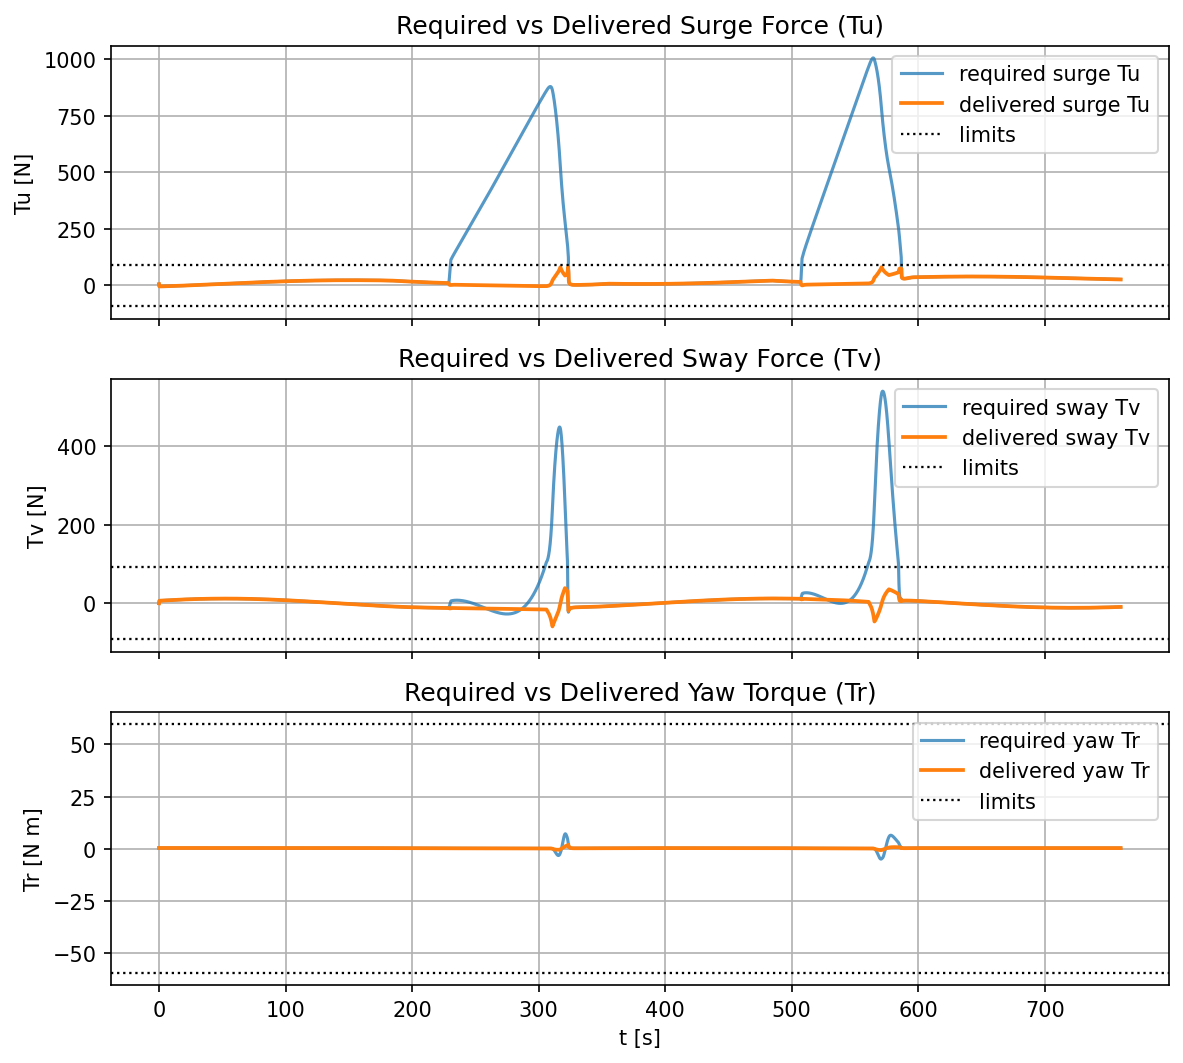 Required vs Delivered Surge Force (Tu)
1000
750
500
250
0
Tu [N]
required surge Tu
delivered surge Tu
limits
Required vs Delivered Sway Force (Tv)
400
200
0
Tv [N]
required sway Tv
delivered sway Tv
limits
Required vs Delivered Yaw Torque (Tr)
50
25
0
−25
−50
Tr [N m]
required yaw Tr
delivered yaw Tr
limits
0 100 200 300 400 500 600 700
t [s]